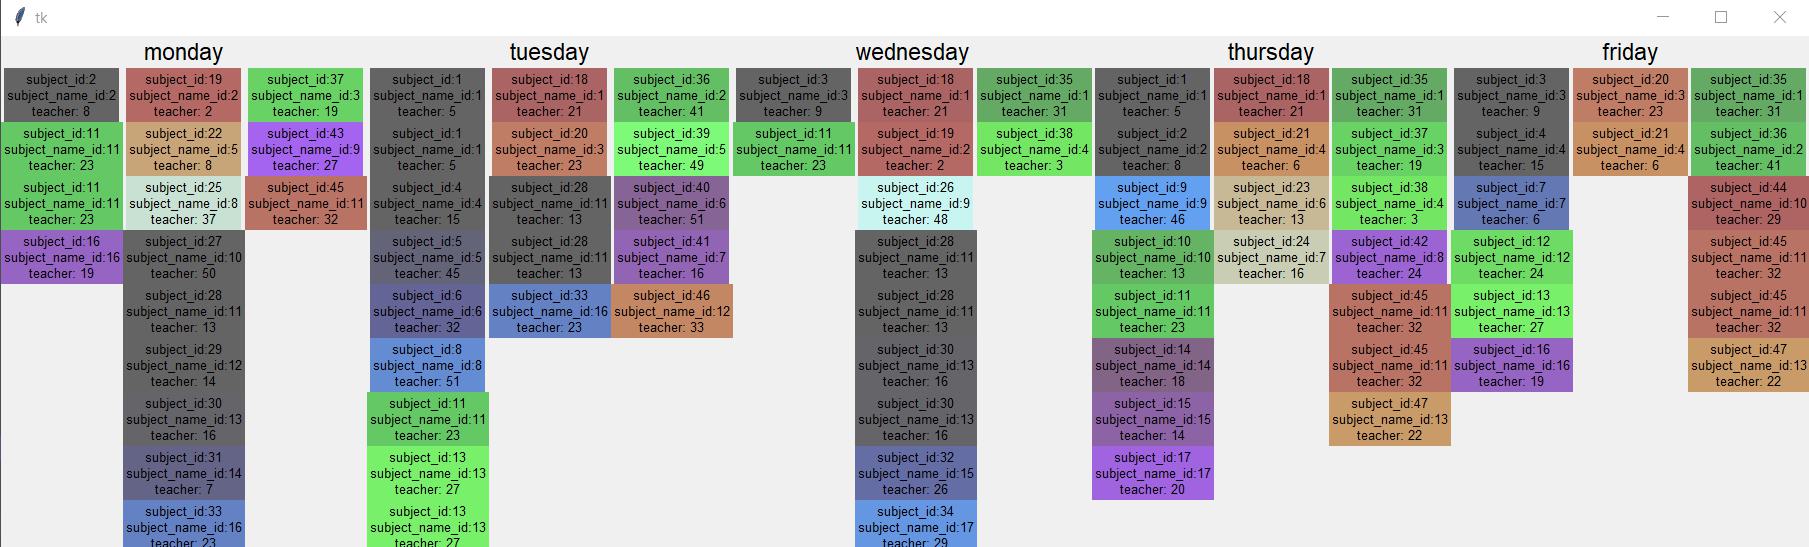 tk
monday
subject_id:2
subject_name_id:2
teacher: 8
subject_id:11
subject_name_id:11
teacher: 23
subject_id:11
subject_name_id:11
teacher: 23
subject_id:16
subject_name_id:16
teacher: 19
subject_id:19
subject_name_id:2
teacher: 2
subject_id:22
subject_name_id:5
teacher: 8
subject_id:25
subject_name_id:8
teacher: 37
subject_id:27
subject_name_id:10
teacher: 50
subject_id:28
subject_name_id:11
teacher: 13
subject_id:29
subject_name_id:12
teacher: 14
subject_id:30
subject_name_id:13
teacher: 16
subject_id:31
subject_name_id:14
teacher: 7
subject_id:33
subject_name_id:16
teacher: 23
subject_id:37
subject_name_id:3
teacher: 19
subject_id:43
subject_name_id:9
teacher: 27
subject_id:45
subject_name_id:11
teacher: 32
tuesday
subject_id:1
subject_name_id:1
teacher: 5
subject_id:1
subject_name_id:1
teacher: 5
subject_id:4
subject_name_id:4
teacher: 15
subject_id:5
subject_name_id:5
teacher: 45
subject_id:6
subject_name_id:6
teacher: 32
subject_id:8
subject_name_id:8
teacher: 51
subject_id:11
subject_name_id:11
teacher: 23
subject_id:13
subject_name_id:13
teacher: 27
subject_id:13
subject_name_id:13
teacher: 27
subject_id:18
subject_name_id:1
teacher: 21
subject_id:20
subject_name_id:3
teacher: 23
subject_id:28
subject_name_id:11
teacher: 13
subject_id:28
subject_name_id:11
teacher: 13
subject_id:33
subject_name_id:16
teacher: 23
subject_id:36
subject_name_id:2
teacher: 41
subject_id:39
subject_name_id:5
teacher: 49
subject_id:40
subject_name_id:6
teacher: 51
subject_id:41
subject_name_id:7
teacher: 16
subject_id:46
subject_name_id:12
teacher: 33
wednesday
subject_id:3
subject_name_id:3
teacher: 9
subject_id:11
subject_name_id:11
teacher: 23
subject_id:18
subject_name_id:1
teacher: 21
subject_id:19
subject_name_id:2
teacher: 2
subject_id:26
subject_name_id:9
teacher: 48
subject_id:28
subject_name_id:11
teacher: 13
subject_id:28
subject_name_id:11
teacher: 13
subject_id:30
subject_name_id:13
teacher: 16
subject_id:30
subject_name_id:13
teacher: 16
subject_id:32
subject_name_id:15
teacher: 26
subject_id:34
subject_name_id:17
teacher: 29
subject_id:35
subject_name_id:1
teacher: 31
subject_id:38
subject_name_id:4
teacher: 3
thursday
subject_id:1
subject_name_id:1
teacher: 5
subject_id:2
subject_name_id:2
teacher: 8
subject_id:9
subject_name_id:9
teacher: 46
subject_id:10
subject_name_id:10
teacher: 13
subject_id:11
subject_name_id:11
teacher: 23
subject_id:14
subject_name_id:14
teacher: 18
subject_id:15
subject_name_id:15
teacher: 14
subject_id:17
subject_name_id:17
teacher: 20
subject_id:18
subject_name_id:1
teacher: 21
subject_id:21
subject_name_id:4
teacher: 6
subject_id:23
subject_name_id:6
teacher: 13
subject_id:24
subject_name_id:7
teacher: 16
subject_id:35
subject_name_id:1
teacher: 31
subject_id:37
subject_name_id:3
teacher: 19
subject_id:38
subject_name_id:4
teacher: 3
subject_id:42
subject_name_id:8
teacher: 24
subject_id:45
subject_name_id:11
teacher: 32
subject_id:45
subject_name_id:11
teacher: 32
subject_id:47
subject_name_id:13
teacher: 22
friday
subject_id:3
subject_name_id:3
teacher: 9
subject_id:4
subject_name_id:4
teacher: 15
subject_id:7
subject_name_id:7
teacher: 6
subject_id:12
subject_name_id:12
teacher: 24
subject_id:13
subject_name_id:13
teacher: 27
subject_id:16
subject_name_id:16
teacher: 19
subject_id:20
subject_name_id:3
teacher: 23
subject_id:21
subject_name_id:4
teacher: 6
subject_id:35
subject_name_id:1
teacher: 31
subject_id:36
subject_name_id:2
teacher: 41
subject_id:44
subject_name_id:10
teacher: 29
subject_id:45
subject_name_id:11
teacher: 32
subject_id:45
subject_name_id:11
teacher: 32
subject_id:47
subject_name_id:13
teacher: 22